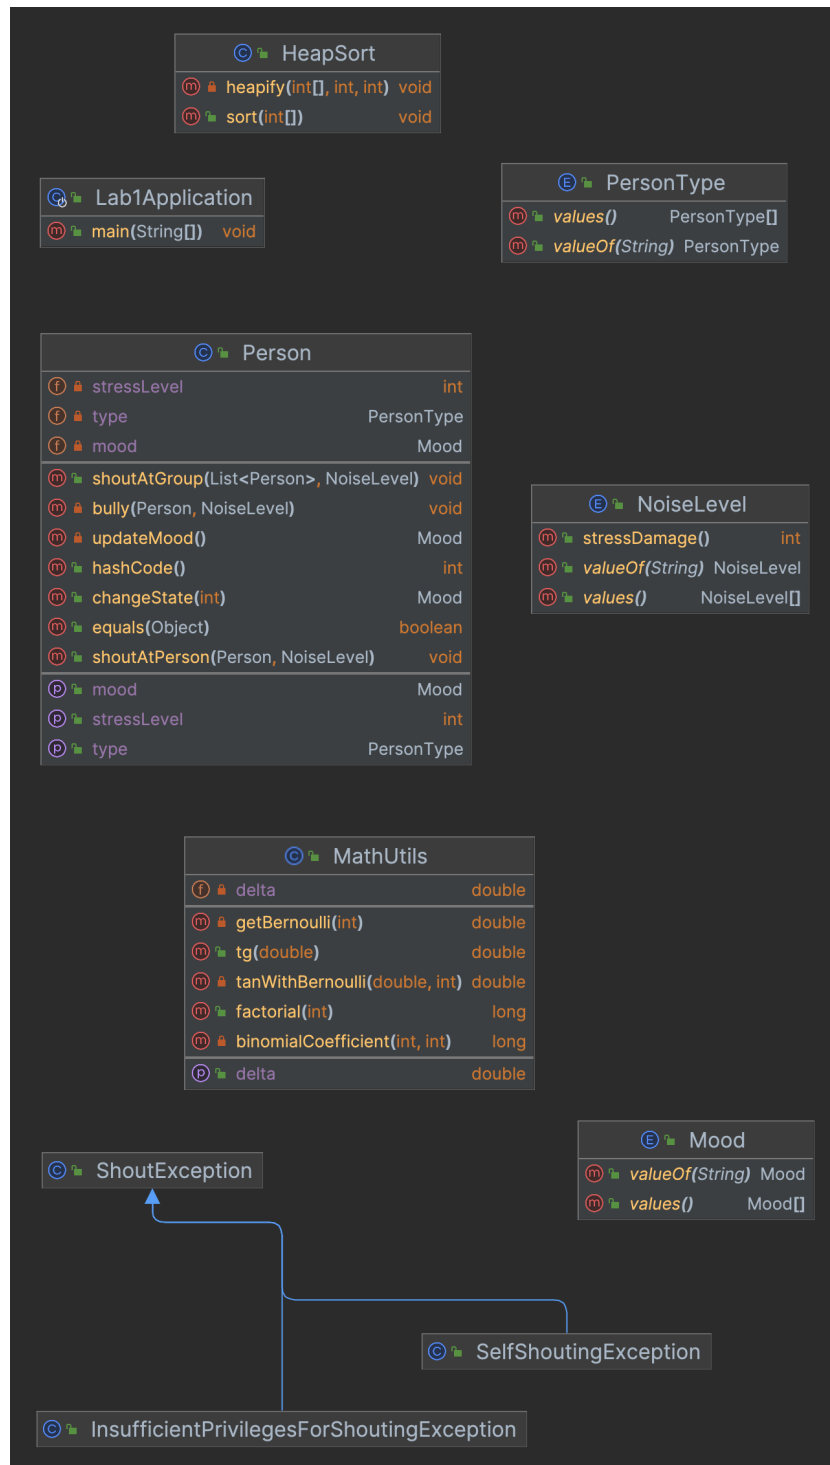 HeapSort
heapify(int[], int, int) void
sort(int[]) void
Lab1Application
main(String[]) void
PersonType
values() PersonType[]
valueOf(String) PersonType
Person
stressLevel int
type PersonType
mood Mood
shoutAtGroup(List<Person>, NoiseLevel) void
bully(Person, NoiseLevel) void
updateMood() Mood
hashCode() int
changeState(int) Mood
equals(Object) boolean
shoutAtPerson(Person, NoiseLevel) void
mood Mood
stressLevel int
type PersonType
NoiseLevel
stressDamage() int
valueOf(String) NoiseLevel
values() NoiseLevel[]
MathUtils
delta double
getBernoulli(int) double
tg(double) double
tanWithBernoulli(double, int) double
factorial(int) long
binomialCoefficient(int, int) long
delta double
Mood
valueOf(String) Mood
values() Mood[]
ShoutException
SelfShoutingException
InsufficientPrivilegesForShoutingException